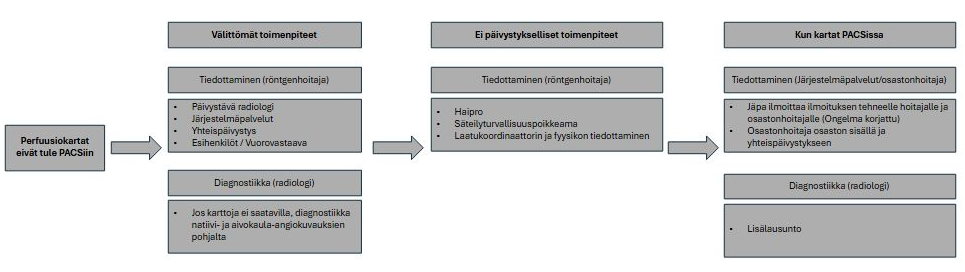 Perfuusiokartat
eivät tule PACSiin
Välittömät toimenpiteet
Tiedottaminen (röntgenhoitaja)
• Päivystävä radiologi
• Järjestelmäpalvelut
• Yhteispäivystys
• Esihenkilöt / Vuorovastaava
Diagnostiikka (radiologi)
• Jos karttoja ei saatavilla, diagnostiikka
natiivi- ja aivokaula-angiokuvauksien
pohjalta
Ei päivystykselliset toimenpiteet
Tiedottaminen (röntgenhoitaja)
• Haipro
• Säteilyturvallisuuspoikkeama
• Laatukoordinaattorin ja fyysikon tiedottaminen
Kun kartat PACSissa
Tiedottaminen (Järjestelmäpalvelut/osastonhoitaja)
• Jäpa ilmoittaa ilmoituksen tehneelle hoitajalle ja
osastonhoitajalle (Ongelma korjattu)
• Osastonhoitaja osaston sisällä ja
yhteispäivystykseen
Diagnostiikka (radiologi)
• Lisälausunto